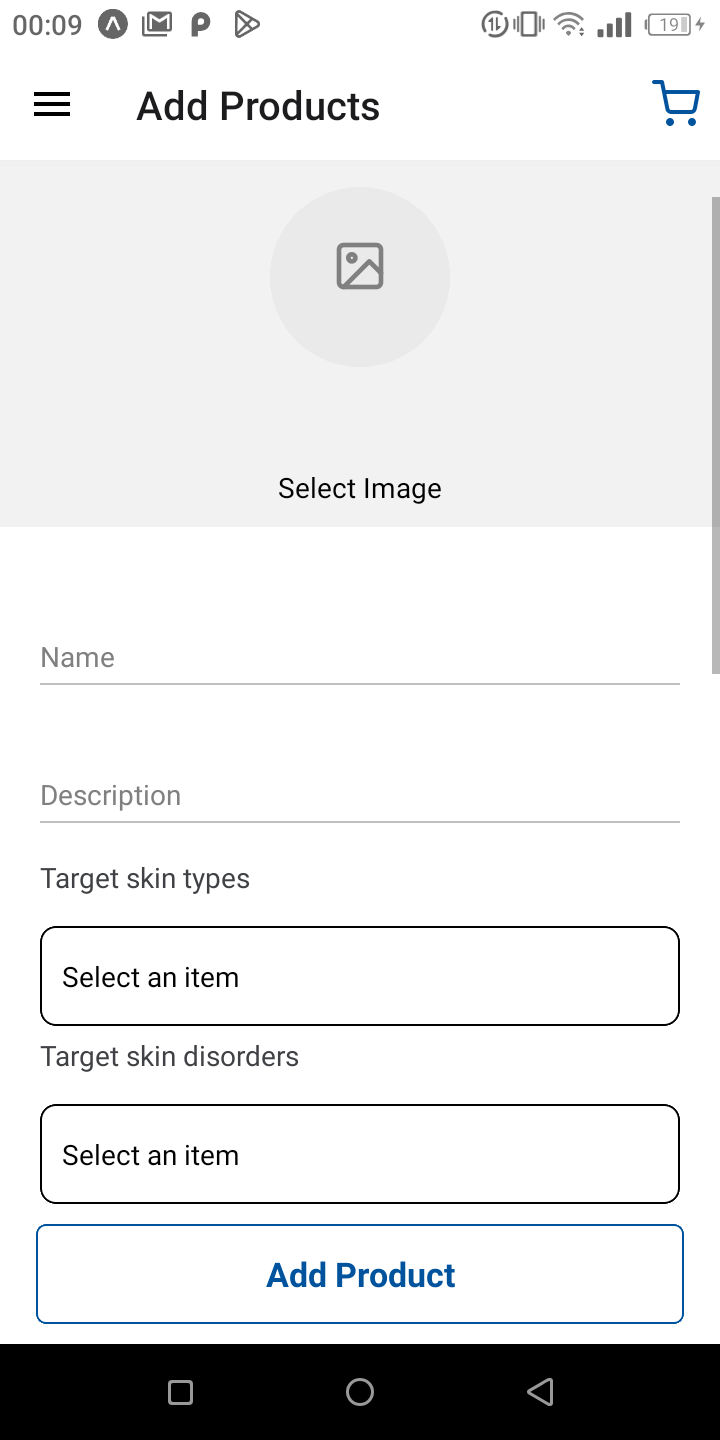 00:09
19
Add Products
Select Image
Name
Description
Target skin types
Select an item
Target skin disorders
Select an item
Add Product